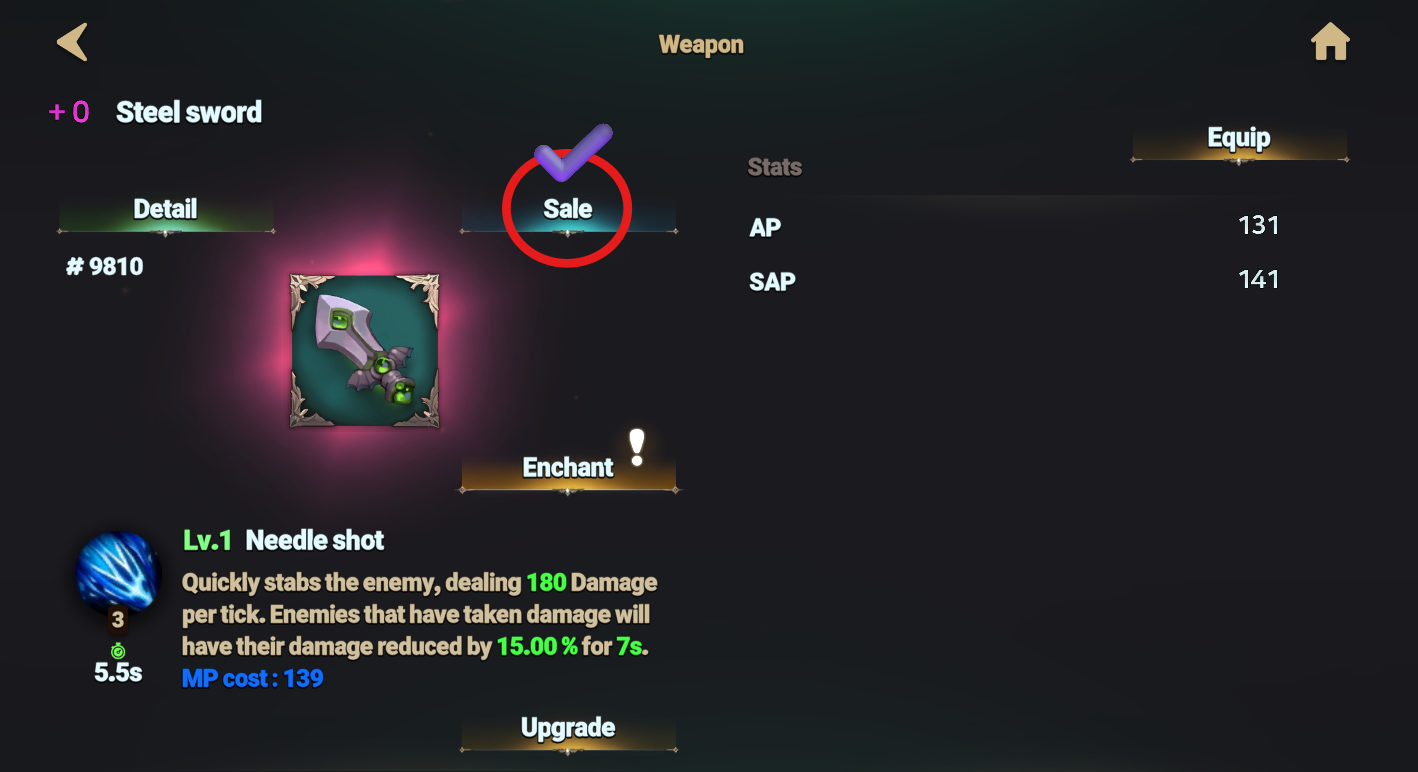 Weapon
+ 0 Steel sword
Equip
Stats
Detail
Sale
AP 131
# 9810
SAP 141
Enchant
Lv.1 Needle shot
Quickly stabs the enemy, dealing 180 Damage
per tick. Enemies that have taken damage will
have their damage reduced by 15.00 % for 7s.
MP cost : 139
3
5.5s
Upgrade